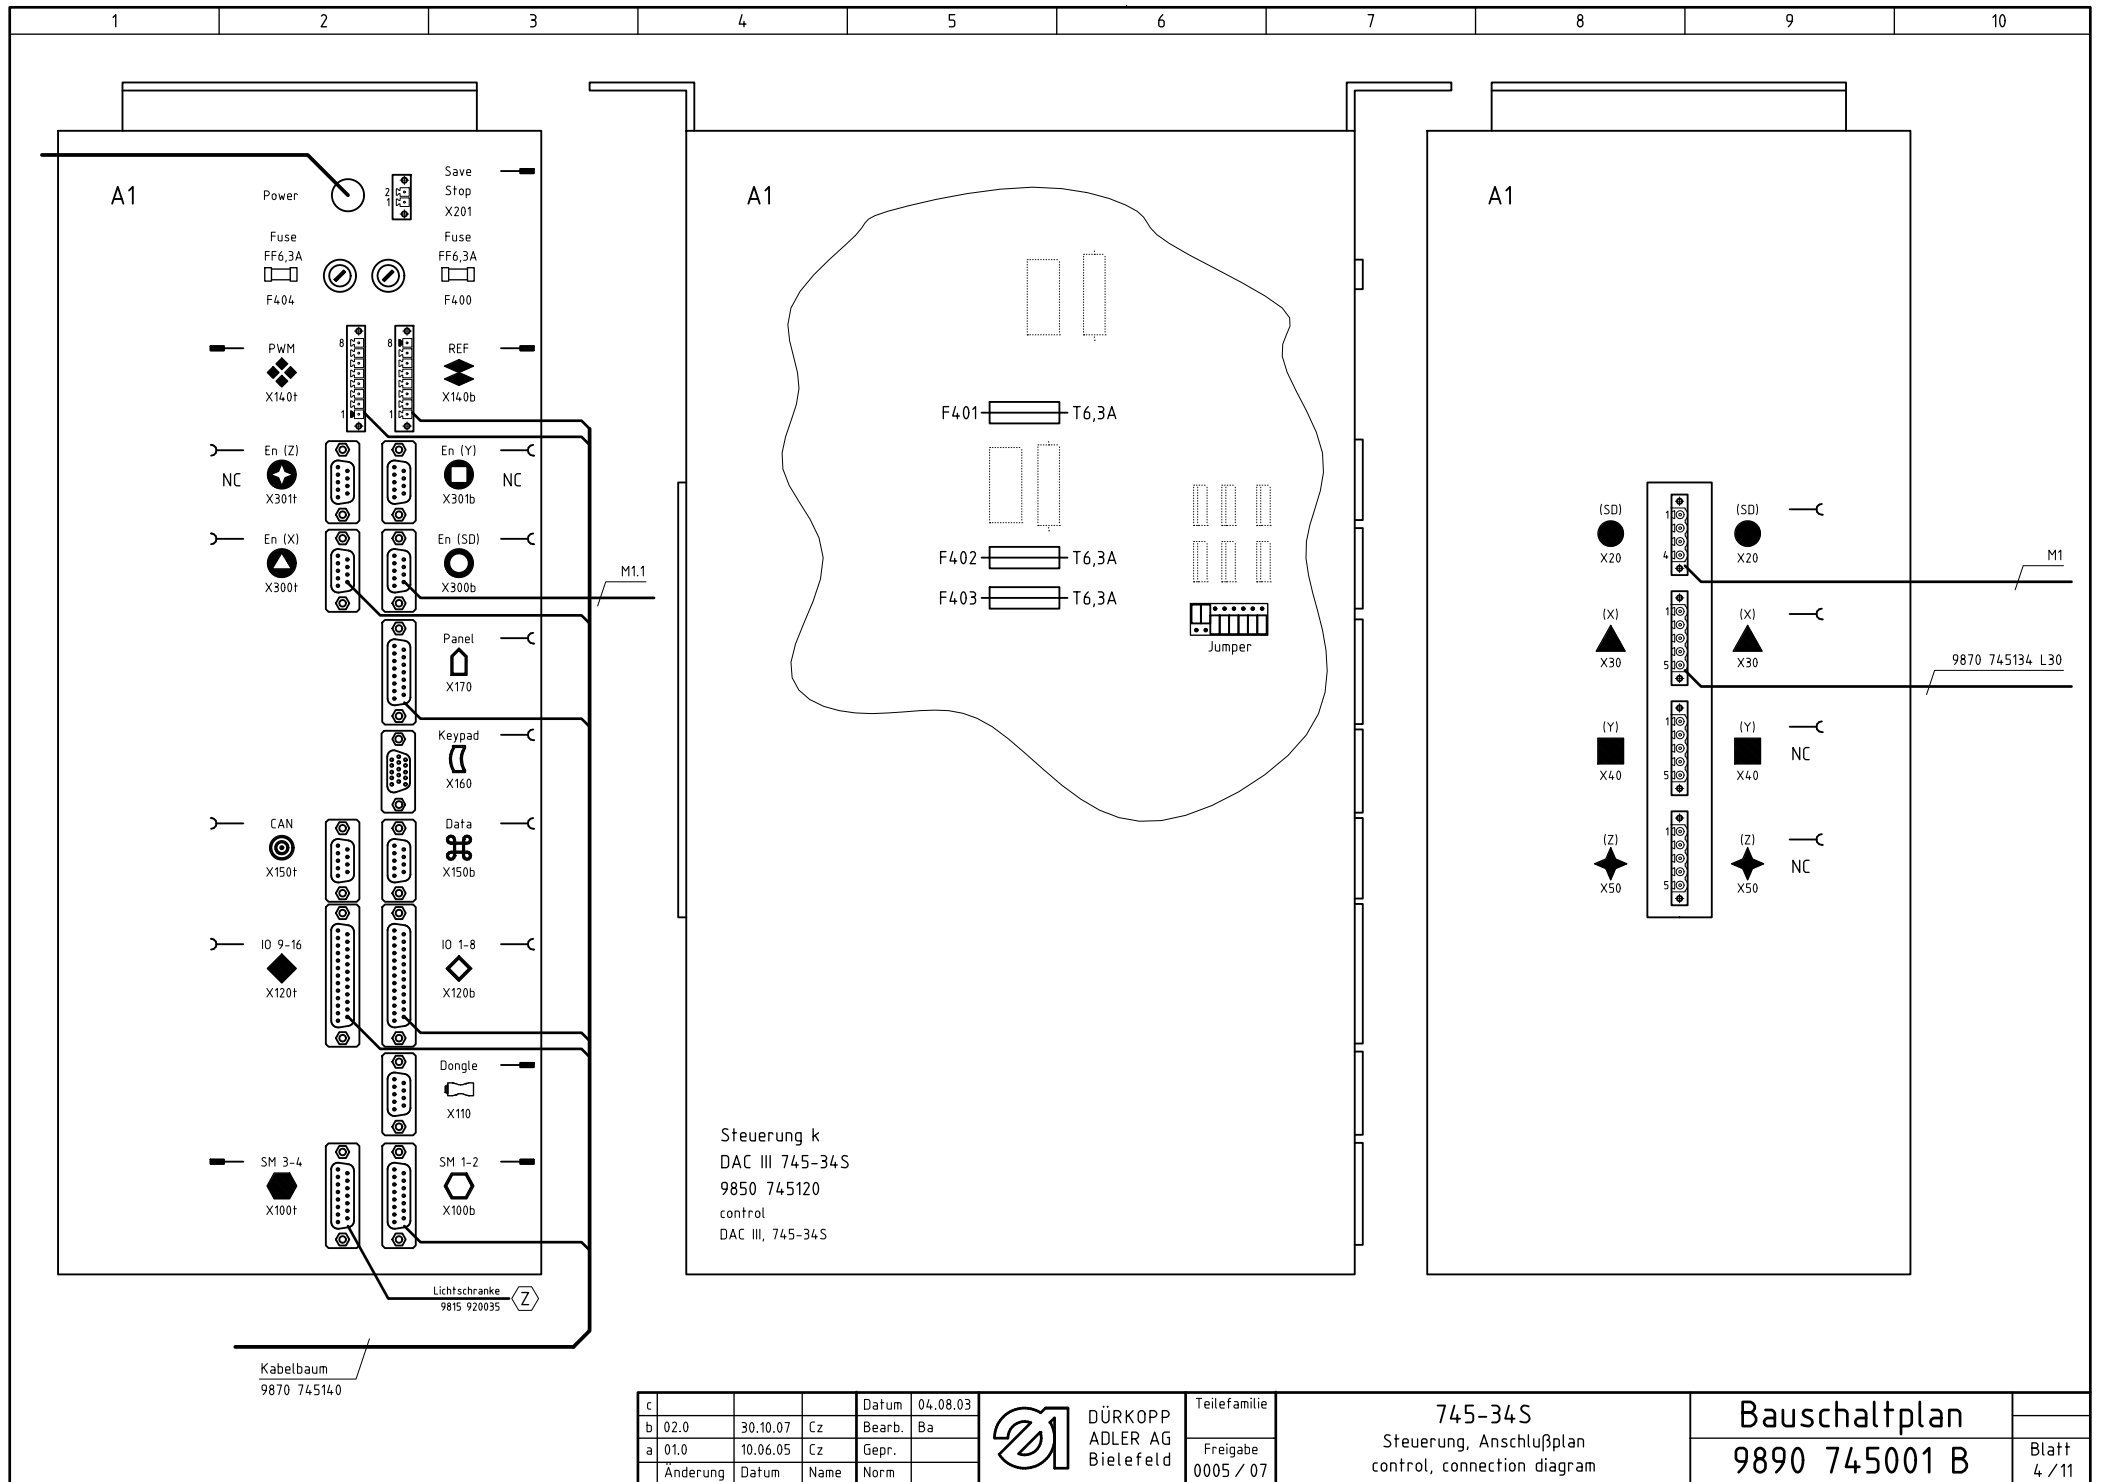 1 2 3 4 5 6 7 8 9 10
A1
Power
2
1
Save
Stop
X201
Fuse
FF6,3A
F404
Fuse
FF6,3A
F400
PWM
X140t
8
1
8
1
REF
X140b
En (Z)
NC
X301t
En (Y)
NC
X301b
En (X)
X300t
En (SD)
X300b
M1.1
Panel
X170
Keypad
X160
CAN
X150t
Data
X150b
IO 9-16
X120t
IO 1-8
X120b
Dongle
X110
SM 3-4
X100t
SM 1-2
X100b
Lichtschranke
9815 920035
Z
Kabelbaum
9870 745140
A1
F401 T6,3A
F402 T6,3A
F403 T6,3A
Jumper
Steuerung k
DAC III 745-34S
9850 745120
control
DAC III, 745-34S
A1
(SD)
X20
1
4
(SD)
X20
M1
(X)
X30
1
5
(X)
X30
9870 745134 L30
(Y)
X40
1
5
(Y)
X40
NC
(Z)
X50
1
5
(Z)
X50
NC
c Datum 04.08.03
b 02.0 30.10.07 Cz Bearb. Ba
a 01.0 10.06.05 Cz Gepr.
Änderung Datum Name Norm
DÜRKOPP
ADLER AG
Bielefeld
Teilefamilie
Freigabe
0005 / 07
745-34S
Steuerung, Anschlußplan
control, connection diagram
Bauschaltplan
9890 745001 B
Blatt
4 / 11